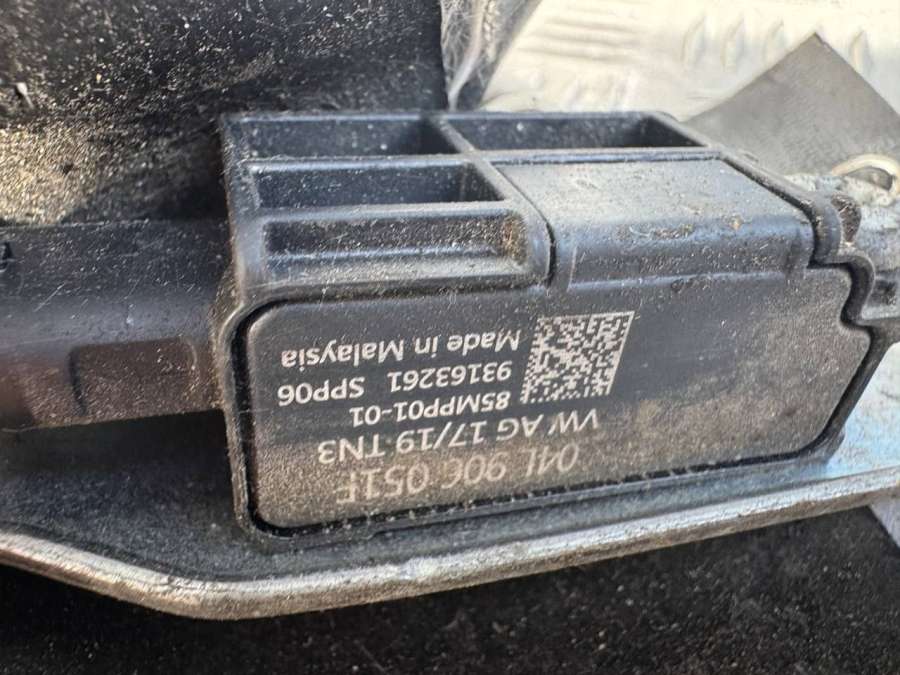 04L 906 051F
VW AG 17/19 TN3
85MPP01-01
93163261 SPP06
Made in Malaysia